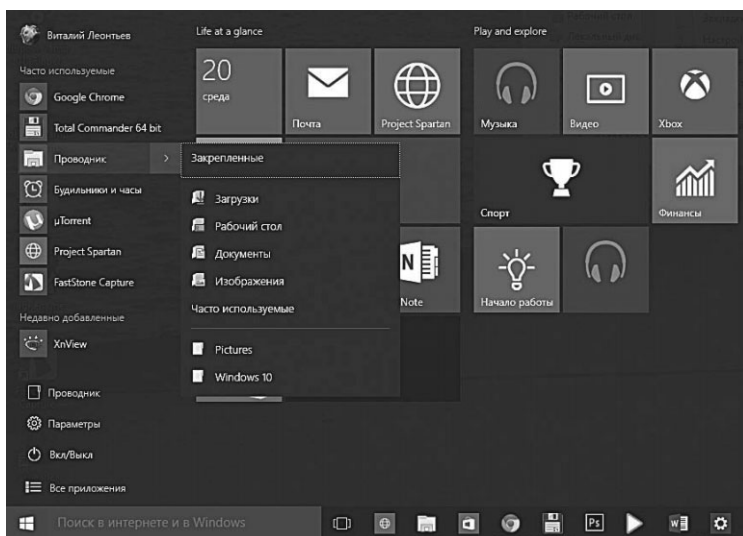 Виталий Леонтьев
Часто используемые
Google Chrome
Total Commander 64 bit
Проводник
Будильники и часы
µTorrent
Project Spartan
FastStone Capture
Недавно добавленные
XnView
Проводник
Параметры
Вкл/Выкл
Все приложения
Закрепленные
Загрузки
Рабочий стол
Документы
Изображения
Часто используемые
Pictures
Windows 10
Life at a glance
20
среда
Почта
Project Spartan
N
Note
Play and explore
Музыка
Видео
Xbox
Спорт
Финансы
Начало работы
Поиск в интернете и в Windows
Ps
W